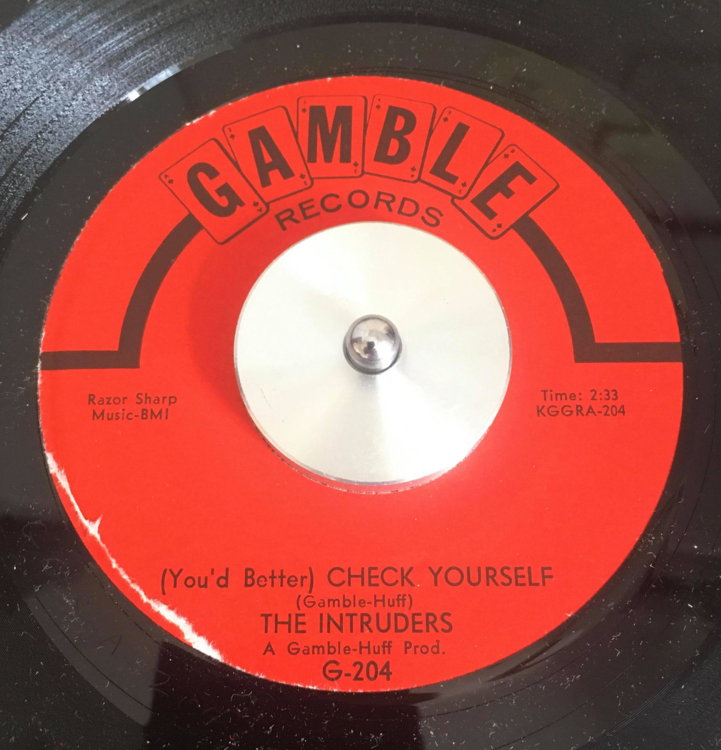 GAMBLE
RECORDS
Razor Sharp
Music-BMI
Time: 2:33
KGGRA-204
(You'd Better) CHECK YOURSELF
(Gamble-Huff)
THE INTRUDERS
A Gamble-Huff Prod.
G-204